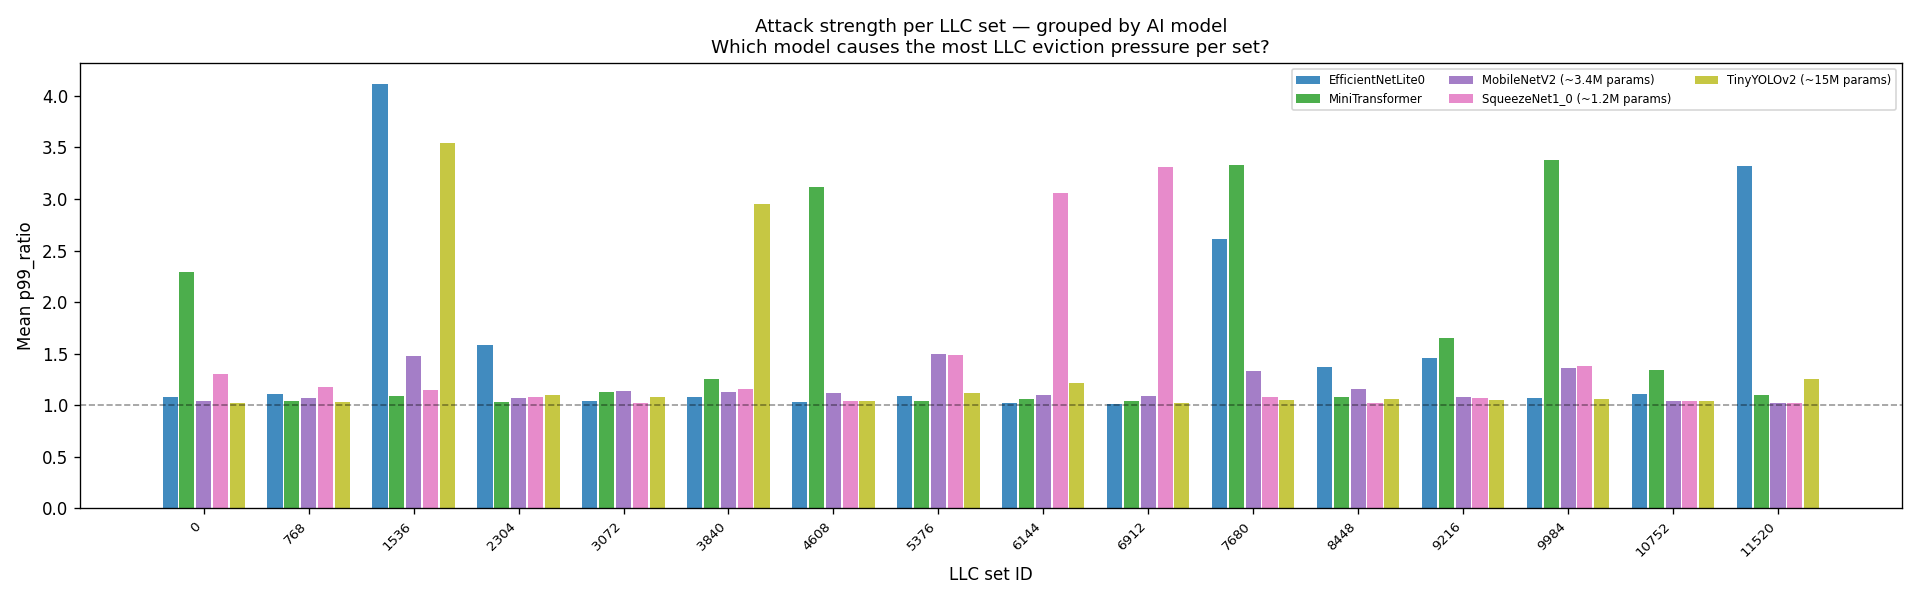 Attack strength per LLC set — grouped by AI model
Which model causes the most LLC eviction pressure per set?
EfficientNetLite0
MiniTransformer
MobileNetV2 (~3.4M params)
SqueezeNet1_0 (~1.2M params)
TinyYOLOv2 (~15M params)
Mean p99_ratio
4.0
3.5
3.0
2.5
2.0
1.5
1.0
0.5
0.0
0
768
1536
2304
3072
3840
4608
5376
6144
6912
7680
8448
9216
9984
10752
11520
LLC set ID